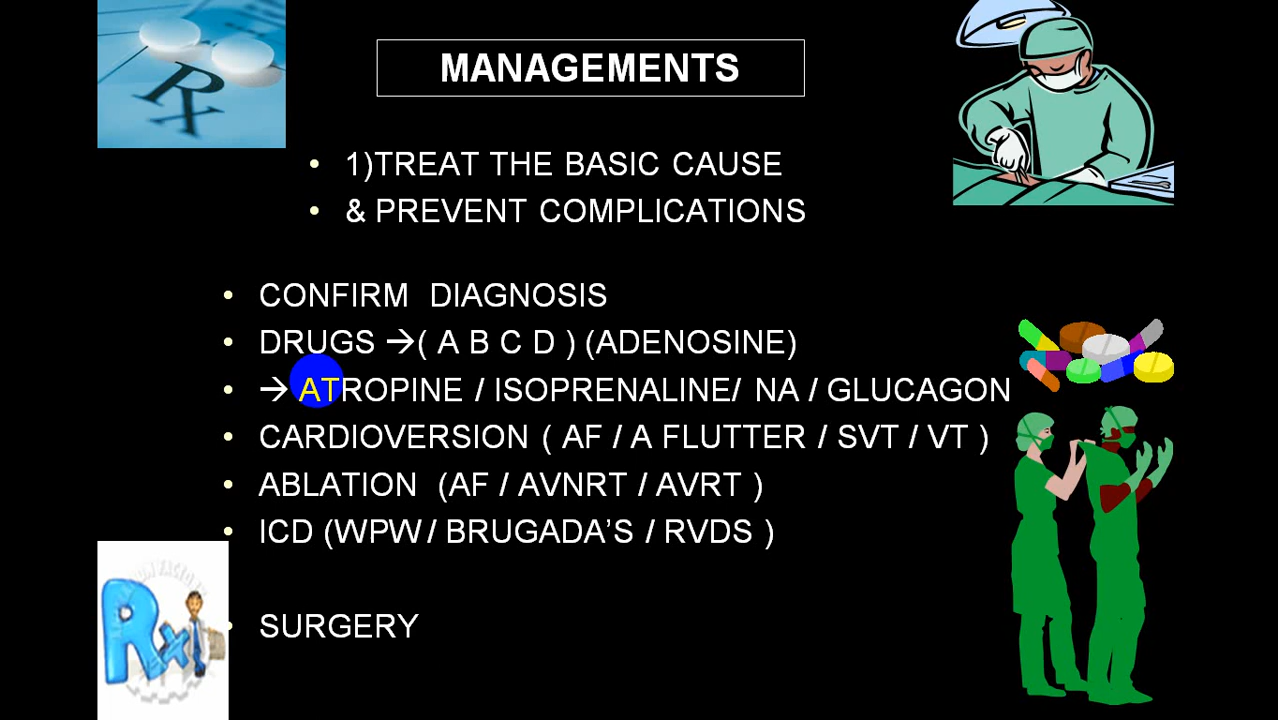 MANAGEMENTS
• 1)TREAT THE BASIC CAUSE
• & PREVENT COMPLICATIONS
• CONFIRM DIAGNOSIS
• DRUGS →( A B C D ) (ADENOSINE)
• → ATROPINE / ISOPRENALINE/ NA / GLUCAGON
• CARDIOVERSION ( AF / A FLUTTER / SVT / VT )
• ABLATION (AF / AVNRT / AVRT )
• ICD (WPW / BRUGADA’S / RVDS )
• SURGERY
Rx
Rx